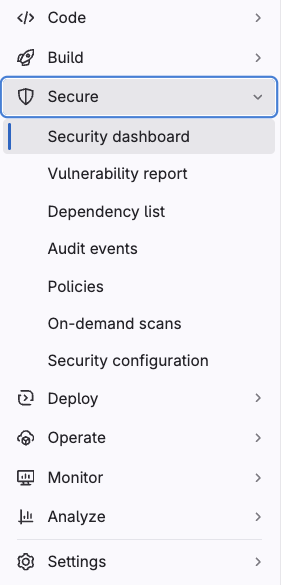 Code
Build
Secure
Security dashboard
Vulnerability report
Dependency list
Audit events
Policies
On-demand scans
Security configuration
Deploy
Operate
Monitor
Analyze
Settings